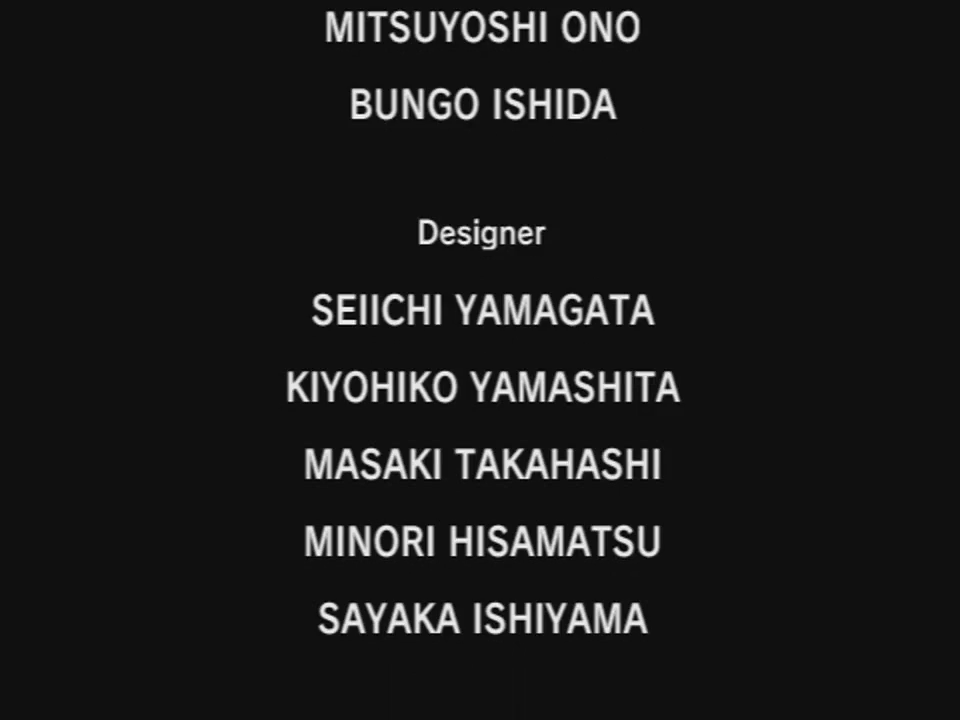 MITSUYOSHI ONO
BUNGO ISHIDA
Designer
SEIICHI YAMAGATA
KIYOHIKO YAMASHITA
MASAKI TAKAHASHI
MINORI HISAMATSU
SAYAKA ISHIYAMA